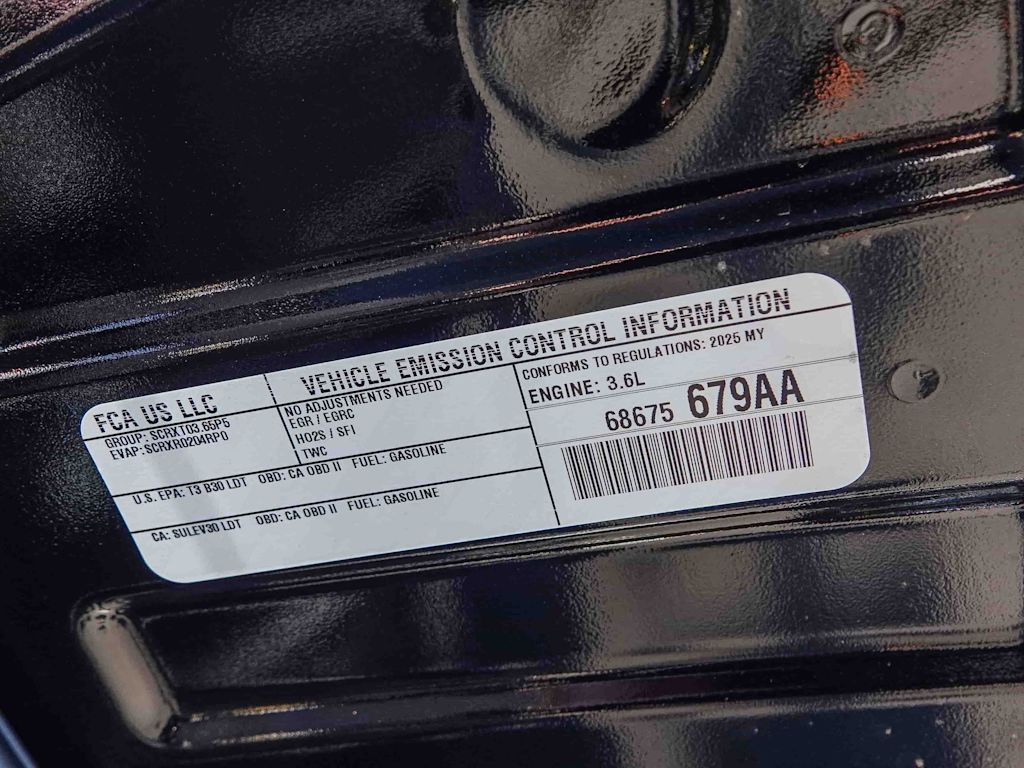 FCA US LLC
GROUP: SCRXT03.65P5
EVAP: SCRXR0204RP0
VEHICLE EMISSION CONTROL INFORMATION
NO ADJUSTMENTS NEEDED
EGR / EGRC
HO2S / SFI
TWC
U.S. EPA: T3 B30 LDT OBD: CA OBD II FUEL: GASOLINE
CA: SULEV30 LDT OBD: CA OBD II FUEL: GASOLINE
CONFORMS TO REGULATIONS: 2025 MY
ENGINE: 3.6L
68675 679AA